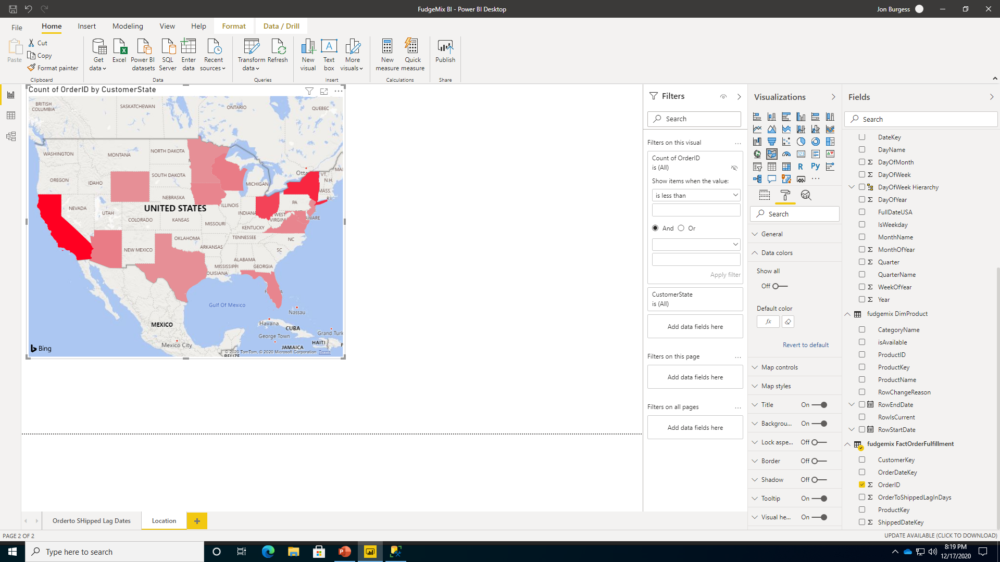 FudgeMix BI - Power BI Desktop
Jon Burgess
File
Home
Insert
Modeling
View
Help
Format
Data / Drill
Paste
Cut
Copy
Format painter
Clipboard
Get data
Excel
Power BI datasets
SQL Server
Enter data
Recent sources
Data
Transform data
Refresh
Queries
New visual
Text box
More visuals
Insert
New measure
Quick measure
Calculations
Publish
Share
Count of OrderID by CustomerState
BRITISH
COLUMBIA
SASKATCHEWAN
ONTARIO
QUEBEC
WASHINGTON
MONTANA
NORTH DAKOTA
OREGON
IDAHO
SOUTH DAKOTA
MICHIGAN
VT.
N.H.
MASS.
R.I.
NEVADA
UTAH
NEBRASKA
UNITED STATES
ILLINOIS
INDIANA
PA
COLORADO
KANSAS
MISSOURI
WEST
VIRGIN
AWARE
KENTUCKY
OKLAHOMA
TENNESSEE
NC
NEW MEXICO
ARKANSAS
SC
ALABAMA
MISSISSIPPI
GEORGIA
OUISIANA
Gulf Of Mexico
Nassau
MEXICO
Havana
CUBA
Grand Turk
George Town
HAITI
Mexico City
JAMAICA
BELIZE
Bing
© 2020 TomTom, © 2020 Microsoft Corporation Terms
Filters
Search
Filters on this visual
Count of OrderID
is (All)
Show items when the value:
is less than
And
Or
Apply filter
CustomerState
is (All)
Add data fields here
Filters on this page
Add data fields here
Filters on all pages
Add data fields here
Visualizations
R
Py
123
Search
General
Data colors
Show all
Off
Default color
fx
Revert to default
Map controls
Map styles
Title On
Backgrou... On
Lock aspe... Off
Border Off
Shadow Off
Tooltip On
Visual he... On
Fields
Search
DateKey
DayName
DayOfMonth
DayOfWeek
DayOfWeek Hierarchy
DayOfYear
FullDateUSA
IsWeekday
MonthName
MonthOfYear
Quarter
QuarterName
WeekOfYear
Year
fudgemix DimProduct
CategoryName
isAvailable
ProductID
ProductKey
ProductName
RowChangeReason
RowEndDate
RowIsCurrent
RowStartDate
fudgemix FactOrderFulfillment
CustomerKey
OrderDateKey
OrderID
OrderToShippedLagInDays
ProductKey
ShippedDateKey
Orderto SHipped Lag Dates
Location
PAGE 2 OF 2
UPDATE AVAILABLE (CLICK TO DOWNLOAD)
Type here to search
8:19 PM
12/17/2020